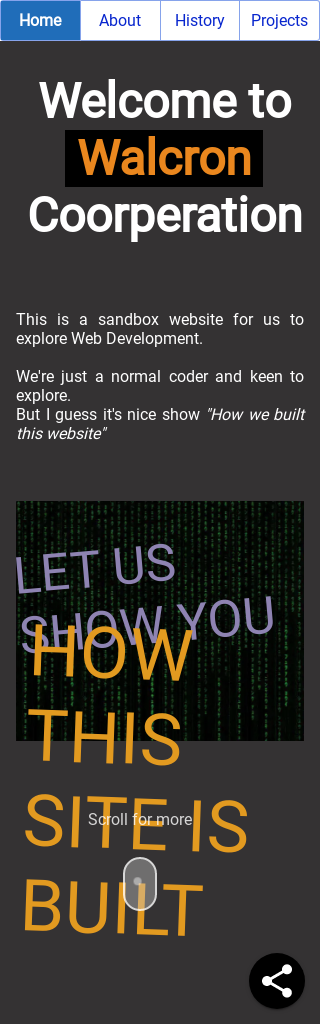 Home About History Projects
Welcome to
Walcron
Coorperation
This is a sandbox website for us to
explore Web Development.
We're just a normal coder and keen to
explore.
But I guess it's nice show "How we built
this website"
LET US
SHOW YOU
HOW
THIS
SITE IS
Scroll for more
BUILT